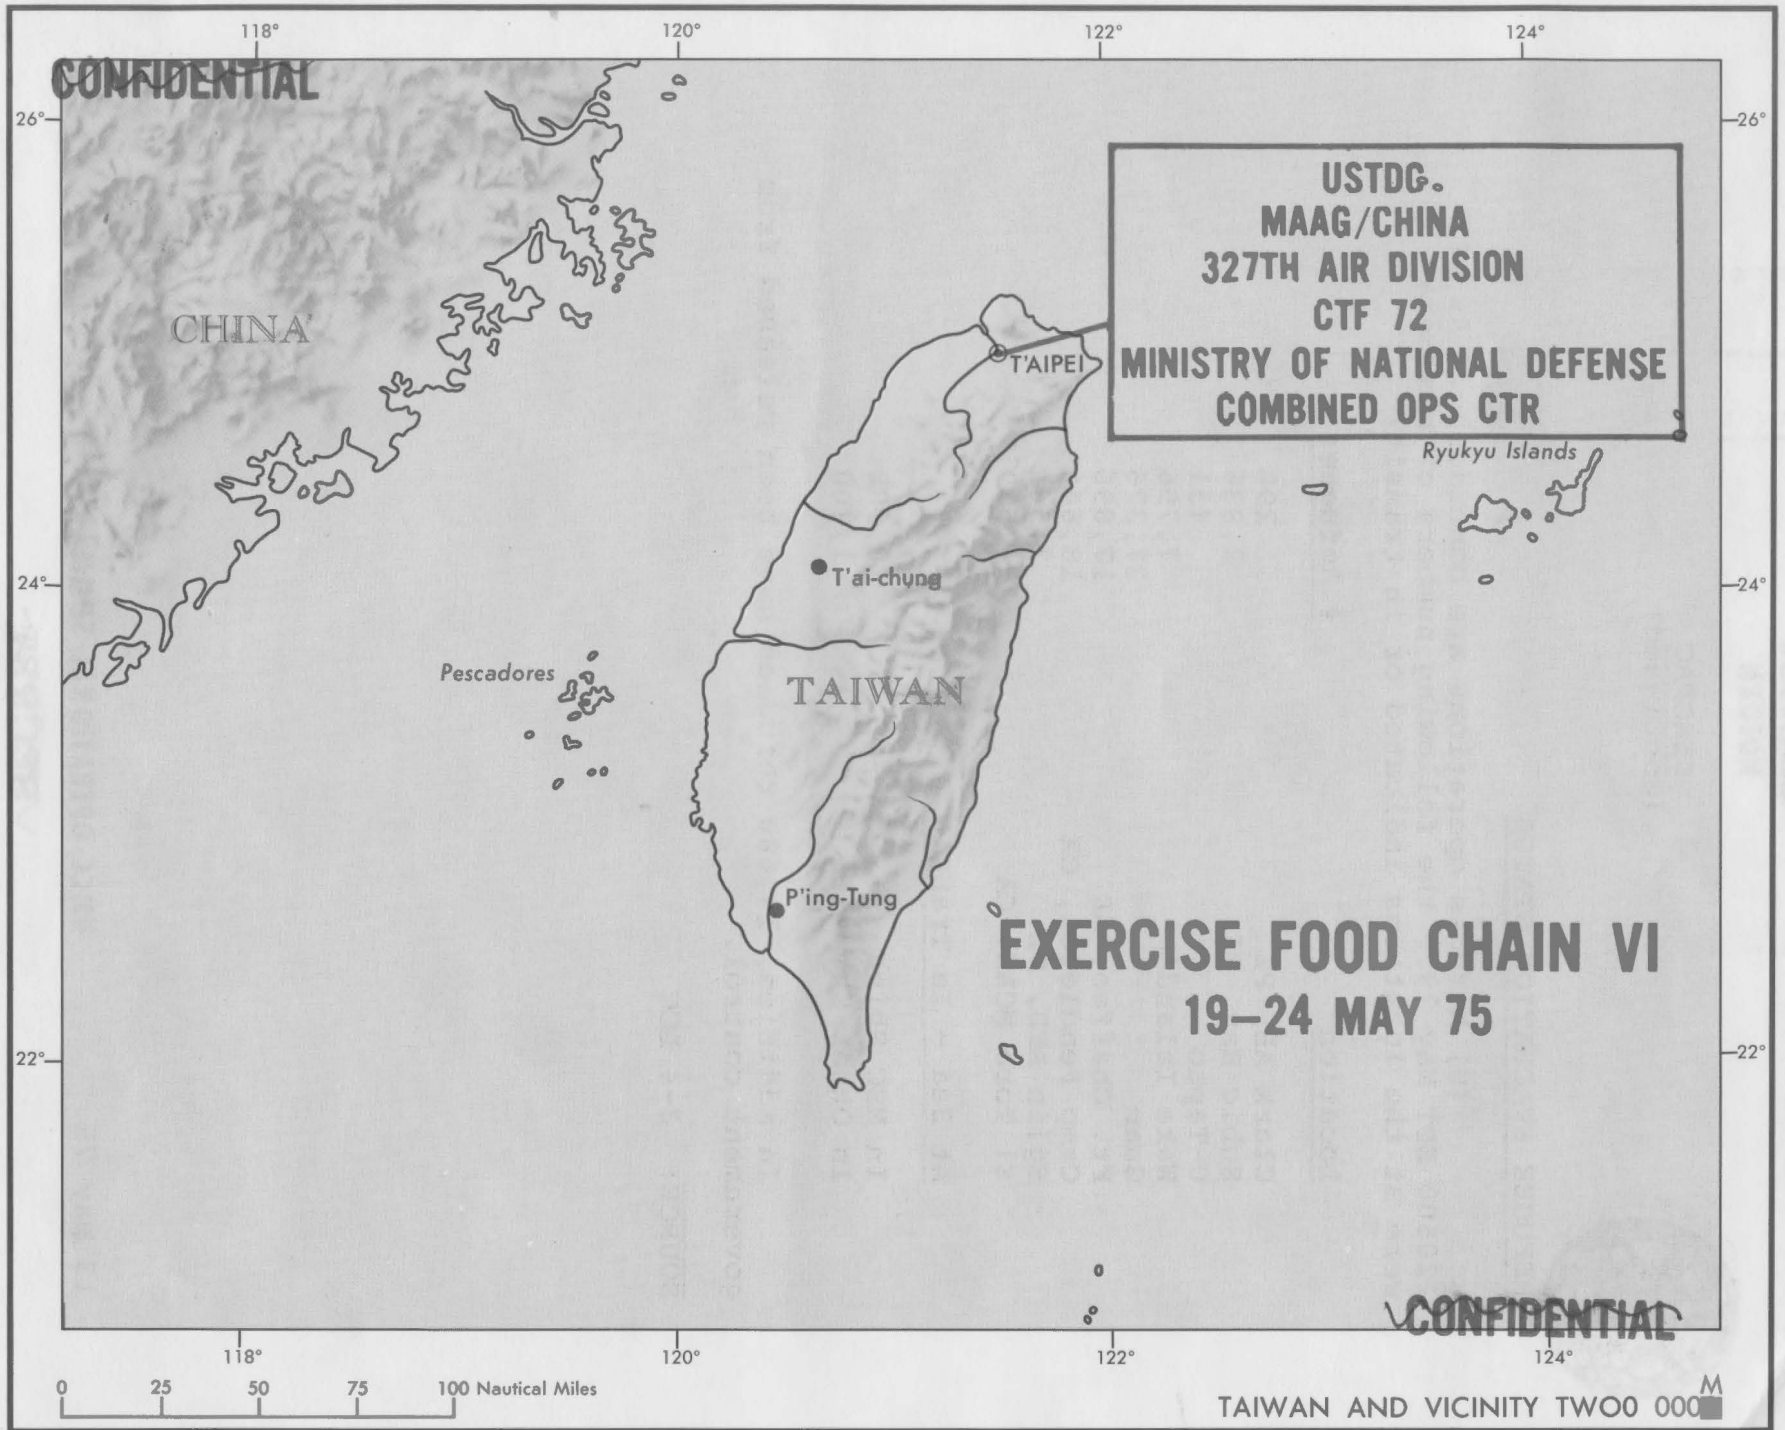 118° 120° 122° 124°
CONFIDENTIAL
26° 26°
USTDC.
MAAG/CHINA
327TH AIR DIVISION
CTF 72
MINISTRY OF NATIONAL DEFENSE
COMBINED OPS CTR
CHINA
T'AIPEI
Ryukyu Islands
T'ai-chung
24° 24°
Pescadores
TAIWAN
P'ing-Tung
EXERCISE FOOD CHAIN VI
19–24 MAY 75
22° 22°
CONFIDENTIAL
118° 120° 122° 124°
0 25 50 75 100 Nautical Miles
M
TAIWAN AND VICINITY TWO0 000